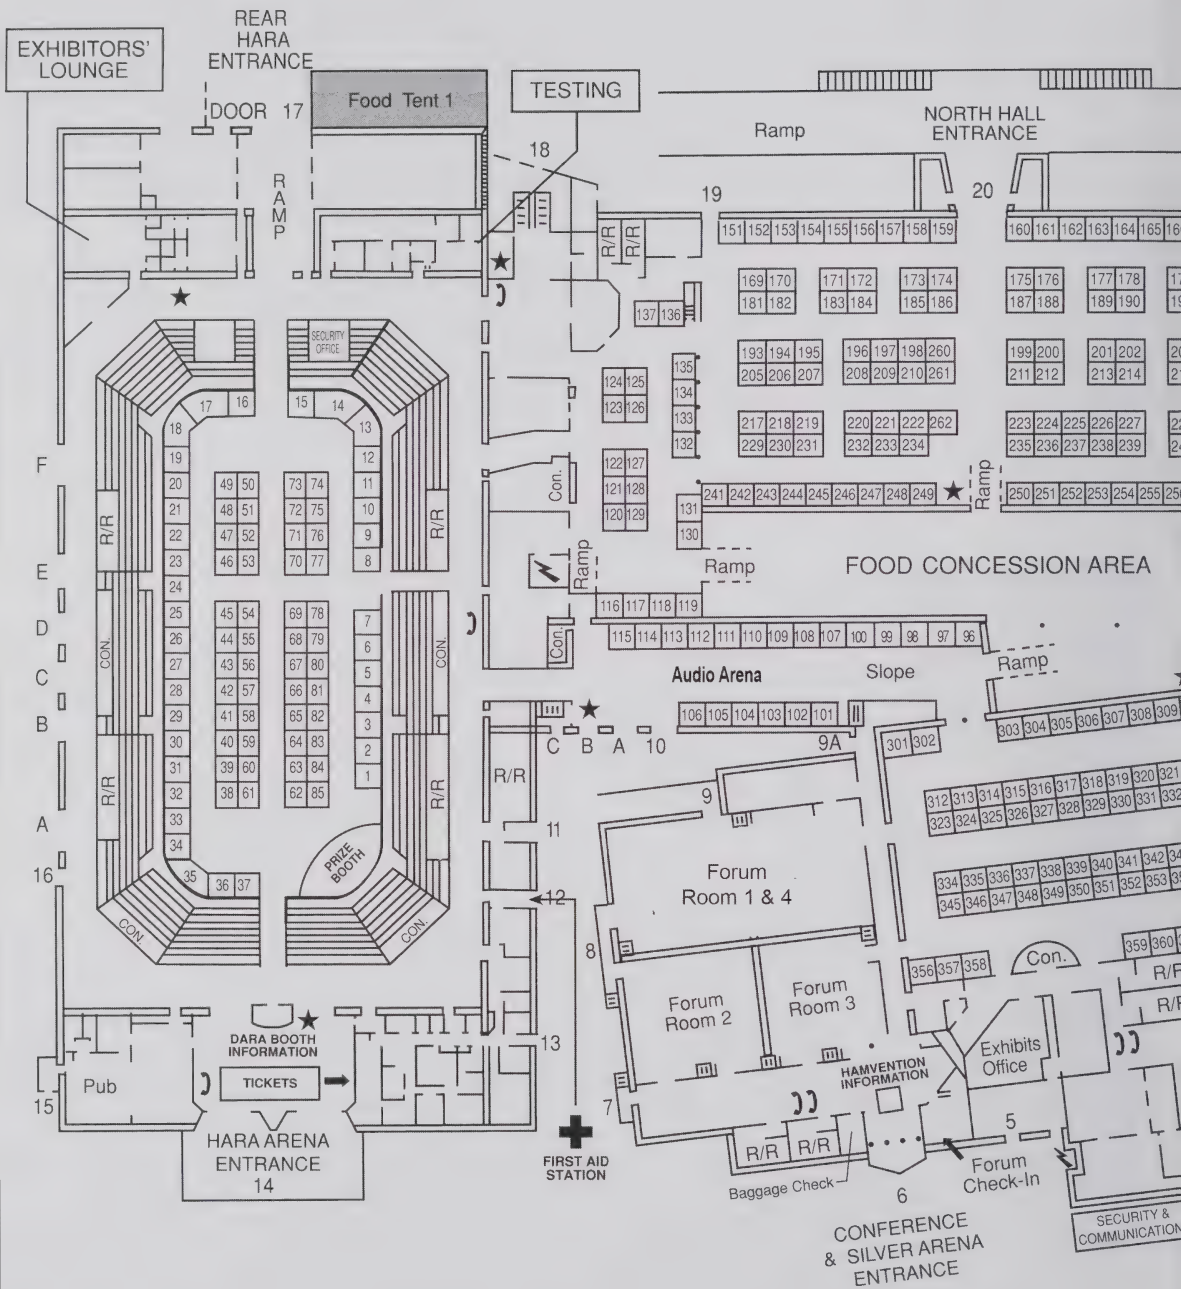 EXHIBITORS'
LOUNGE
REAR
HARA
ENTRANCE
DOOR 17
Food Tent 1
TESTING
18
RAMP
Ramp
NORTH HALL
ENTRANCE
19
20
R/R
R/R
151 152 153 154 155 156 157 158 159
160 161 162 163 164 165
169 170
181 182
171 172
183 184
173 174
185 186
175 176
187 188
177 178
189 190
137 136
193 194 195
205 206 207
196 197 198 260
208 209 210 261
199 200
211 212
201 202
213 214
135
134
133
132
124 125
123 126
217 218 219
229 230 231
220 221 222 262
232 233 234
223 224 225 226 227
235 236 237 238 239
122 127
121 128
120 129
131
130
241 242 243 244 245 246 247 248 249
Ramp
250 251 252 253 254 255
Con.
Ramp
Ramp
FOOD CONCESSION AREA
116 117 118 119
115 114 113 112 111 110 109 108 107 100 99 98 97 96
Con.
Audio Arena
Slope
Ramp
106 105 104 103 102 101
C B A 10
9A
SECURITY
OFFICE
17 16
15 14
18
13
19
12
20
11
21
10
22
9
23
8
24
25
7
26
6
27
5
28
4
29
3
30
2
31
1
32
33
34
35
36 37
49 50
48 51
47 52
46 53
73 74
72 75
71 76
70 77
45 54
44 55
43 56
42 57
41 58
40 59
39 60
38 61
69 78
68 79
67 80
66 81
65 82
64 83
63 84
62 85
R/R
R/R
CON.
CON.
R/R
R/R
CON.
CON.
PRIZE
BOOTH
F
E
D
C
B
A
16
R/R
11
12
13
301 302
303 304 305 306 307 308 309
312 313 314 315 316 317 318 319 320 321
323 324 325 326 327 328 329 330 331 332
334 335 336 337 338 339 340 341 342
345 346 347 348 349 350 351 352 353
356 357 358
Con.
359 360
R/R
R/R
9
Forum
Room 1 & 4
8
Forum
Room 2
Forum
Room 3
HAMVENTION
INFORMATION
Exhibits
Office
7
5
R/R
R/R
Baggage Check
Forum
Check-In
6
CONFERENCE
& SILVER ARENA
ENTRANCE
SECURITY &
COMMUNICATION
DARA BOOTH
INFORMATION
TICKETS
Pub
15
HARA ARENA
ENTRANCE
14
FIRST AID
STATION